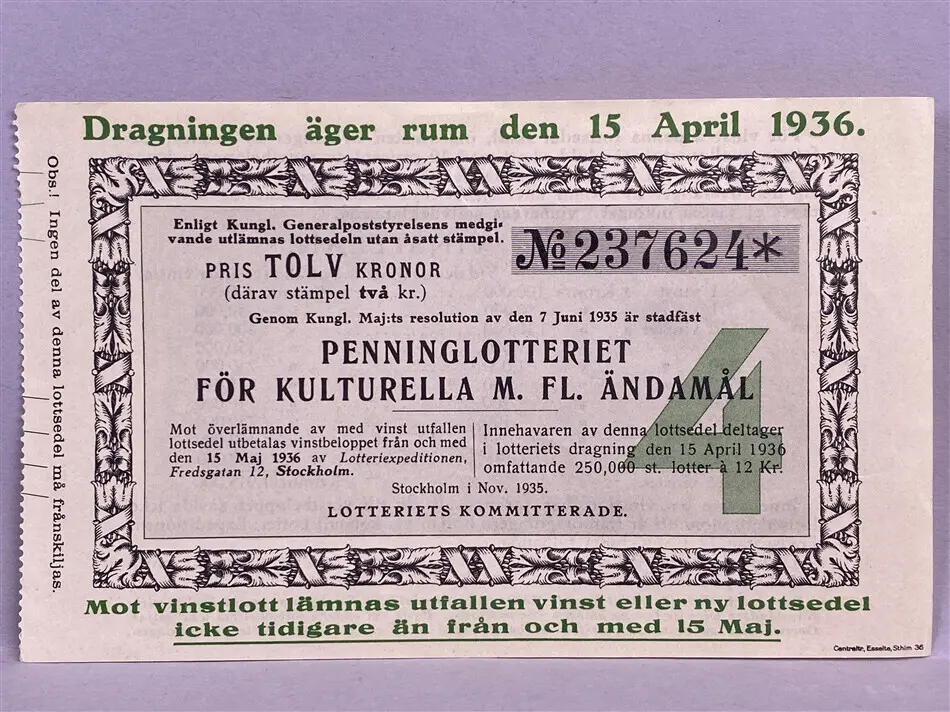 Dragningen äger rum den 15 April 1936.
Obs.! Ingen del av denna lottsedel må frånskiljas.
Enligt Kungl. Generalpoststyrelsens medgi-
vande utlämnas lottsedeln utan åsatt stämpel.
№ 237624*
PRIS TOLV KRONOR
(därav stämpel två kr.)
Genom Kungl. Maj:ts resolution av den 7 Juni 1935 är stadfäst
PENNINGLOTTERIET
FÖR KULTURELLA M. FL. ÄNDAMÅL
4
Mot överlämnande av med vinst utfallen
lottsedel utbetalas vinstbeloppet från och med
den 15 Maj 1936 av Lotteriexpeditionen,
Fredsgatan 12, Stockholm.
Innehavaren av denna lottsedel deltager
i lotteriets dragning den 15 April 1936
omfattande 250,000 st. lotter à 12 Kr.
Stockholm i Nov. 1935.
LOTTERIETS KOMMITTERADE.
Mot vinstlott lämnas utfallen vinst eller ny lottsedel
icke tidigare än från och med 15 Maj.
Centraltr., Esselte, Sthlm 35